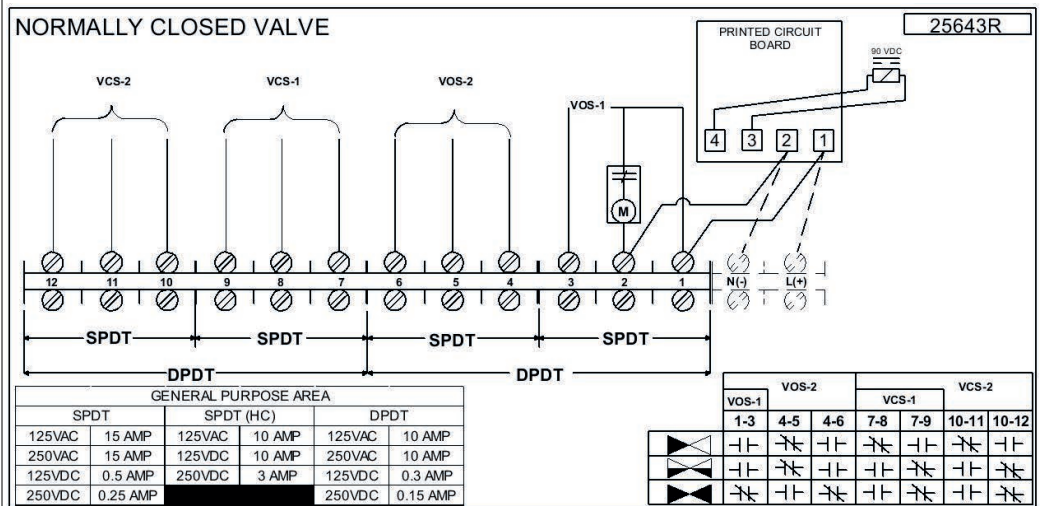 NORMALLY CLOSED VALVE
25643R
PRINTED CIRCUIT
BOARD
90 VDC
VCS-2
VCS-1
VOS-2
VOS-1
4 3 2 1
M
12 11 10 9 8 7 6 5 4 3 2 1 N(-) L(+)
SPDT SPDT SPDT SPDT
DPDT DPDT
GENERAL PURPOSE AREA
SPDT SPDT (HC) DPDT
125VAC 15 AMP 125VAC 10 AMP 125VAC 10 AMP
250VAC 15 AMP 125VDC 10 AMP 250VAC 10 AMP
125VDC 0.5 AMP 250VDC 3 AMP 125VDC 0.3 AMP
250VDC 0.25 AMP 250VDC 0.15 AMP
VOS-2 VCS-2
VOS-1 VCS-1
1-3 4-5 4-6 7-8 7-9 10-11 10-12